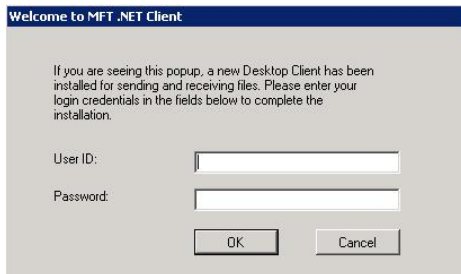 Welcome to MFT .NET Client
If you are seeing this popup, a new Desktop Client has been
installed for sending and receiving files. Please enter your
login credentials in the fields below to complete the
installation.
User ID:
Password:
OK Cancel